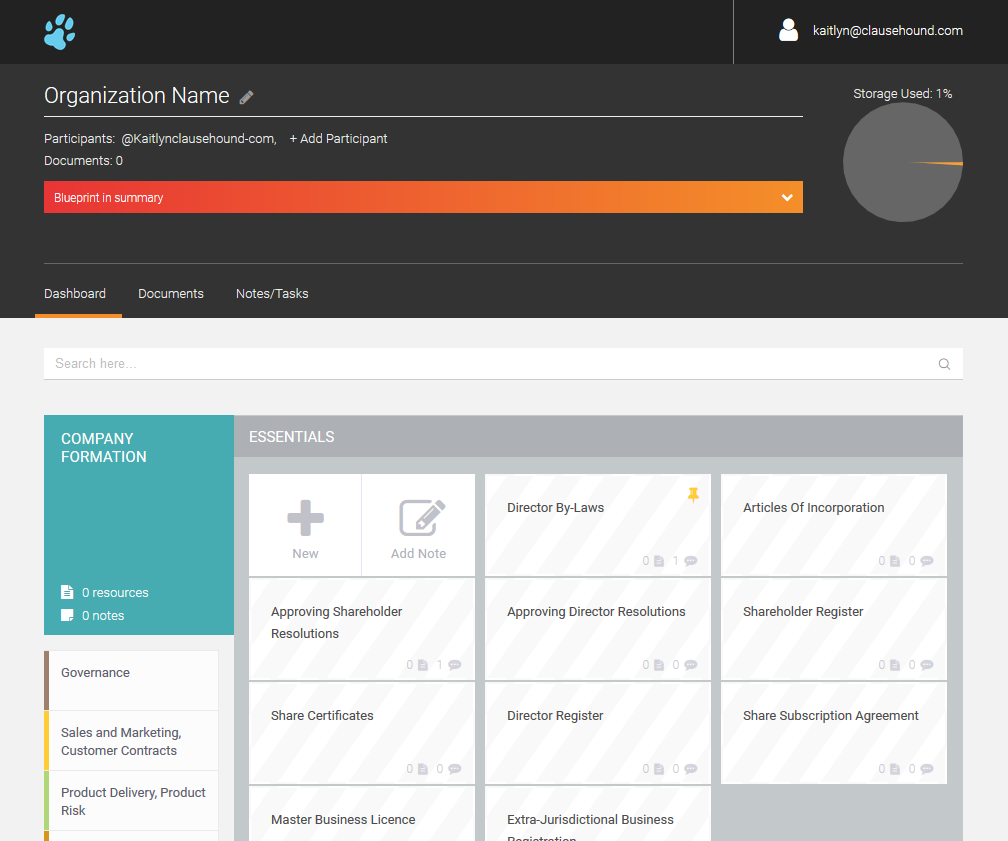 kaitlyn@clausehound.com
Organization Name
Storage Used: 1%
Participants: @Kaitlynclausehound-com, + Add Participant
Documents: 0
Blueprint in summary
Dashboard Documents Notes/Tasks
Search here...
COMPANY
FORMATION
0 resources
0 notes
Governance
Sales and Marketing,
Customer Contracts
Product Delivery, Product
Risk
ESSENTIALS
New
Add Note
Director By-Laws
0 1
Articles Of Incorporation
0 0
Approving Shareholder
Resolutions
0 1
Approving Director Resolutions
0 0
Shareholder Register
0 0
Share Certificates
0 0
Director Register
0 0
Share Subscription Agreement
0 0
Master Business Licence
Extra-Jurisdictional Business
Registration